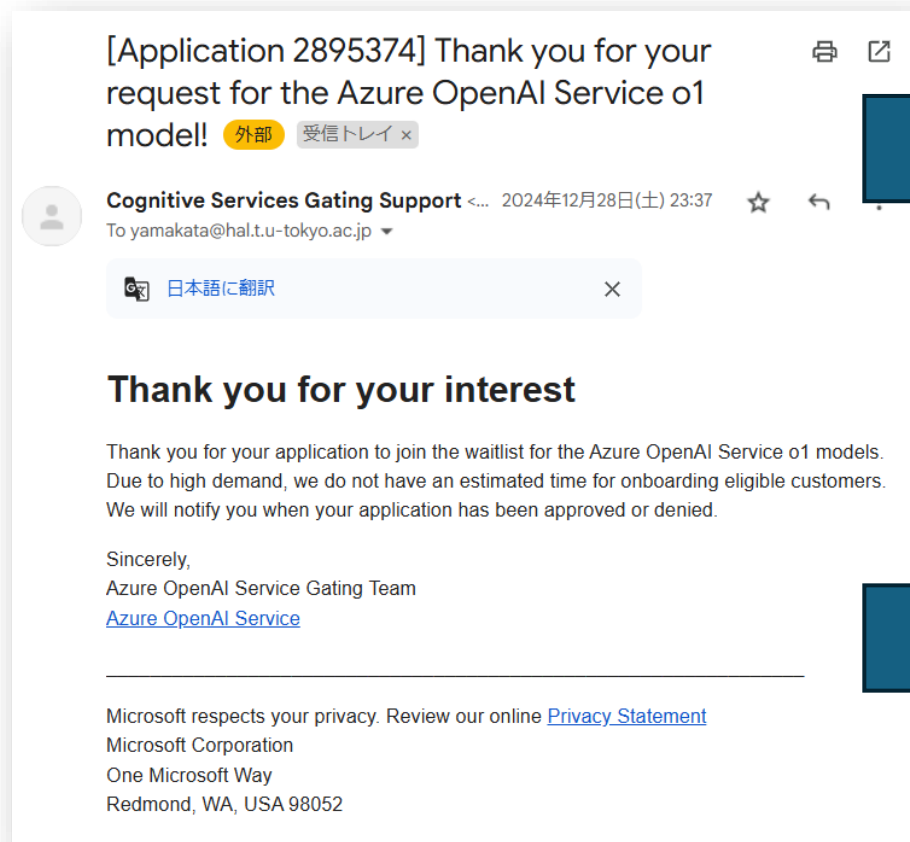 [Application 2895374] Thank you for your
request for the Azure OpenAI Service o1
model! 外部 受信トレイ ×
Cognitive Services Gating Support <... 2024年12月28日(土) 23:37
To yamakata@hal.t.u-tokyo.ac.jp
日本語に翻訳
Thank you for your interest
Thank you for your application to join the waitlist for the Azure OpenAI Service o1 models.
Due to high demand, we do not have an estimated time for onboarding eligible customers.
We will notify you when your application has been approved or denied.
Sincerely,
Azure OpenAI Service Gating Team
Azure OpenAI Service
Microsoft respects your privacy. Review our online Privacy Statement
Microsoft Corporation
One Microsoft Way
Redmond, WA, USA 98052